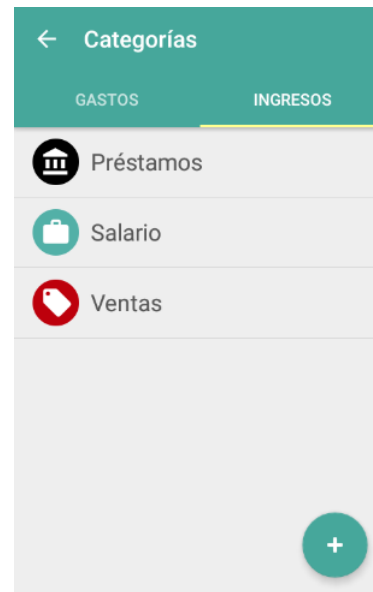 Categorías
GASTOS INGRESOS
Préstamos
Salario
Ventas